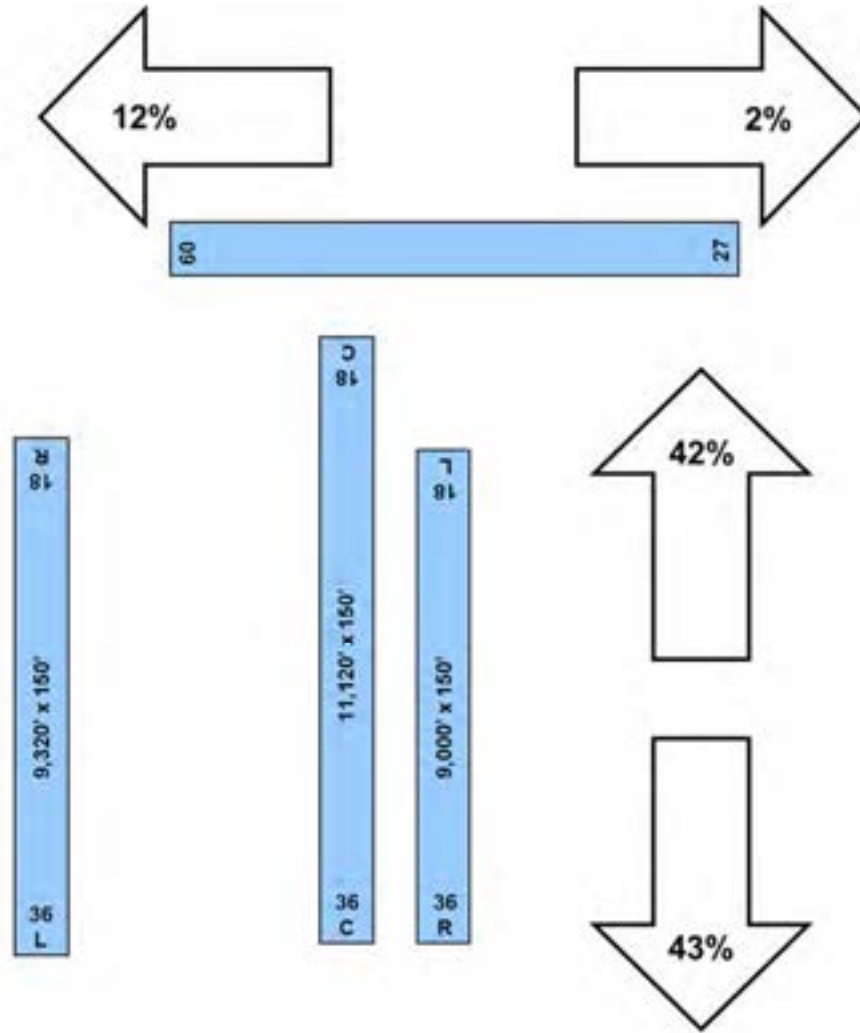 12%
2%
09
27
18
C
18
R
18
L
42%
9,320' x 150'
11,120' x 150'
9,000' x 150'
36
L
36
C
36
R
43%